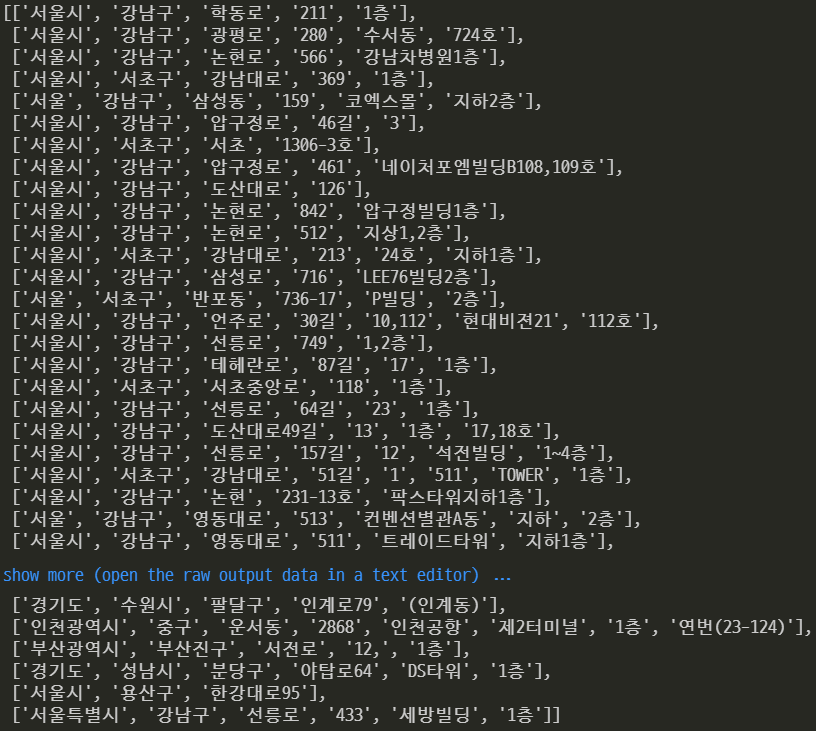 [['서울시', '강남구', '학동로', '211', '1층'],
['서울시', '강남구', '광평로', '280', '수서동', '724호'],
['서울시', '강남구', '논현로', '566', '강남차병원1층'],
['서울시', '서초구', '강남대로', '369', '1층'],
['서울', '강남구', '삼성동', '159', '코엑스몰', '지하2층'],
['서울시', '강남구', '압구정로', '46길', '3'],
['서울시', '서초구', '서초', '1306-3호'],
['서울시', '강남구', '압구정로', '461', '네이처포엠빌딩B108,109호'],
['서울시', '강남구', '도산대로', '126'],
['서울시', '강남구', '논현로', '842', '압구정빌딩1층'],
['서울시', '강남구', '논현로', '512', '지상1,2층'],
['서울시', '서초구', '강남대로', '213', '24호', '지하1층'],
['서울시', '강남구', '삼성로', '716', 'LEE76빌딩2층'],
['서울', '서초구', '반포동', '736-17', 'P빌딩', '2층'],
['서울시', '강남구', '언주로', '30길', '10,112', '현대비젼21', '112호'],
['서울시', '강남구', '선릉로', '749', '1,2층'],
['서울시', '강남구', '테헤란로', '87길', '17', '1층'],
['서울시', '서초구', '서초중앙로', '118', '1층'],
['서울시', '강남구', '선릉로', '64길', '23', '1층'],
['서울시', '강남구', '도산대로49길', '13', '1층', '17,18호'],
['서울시', '강남구', '선릉로', '157길', '12', '석전빌딩', '1~4층'],
['서울시', '서초구', '강남대로', '51길', '1', '511', 'TOWER', '1층'],
['서울시', '강남구', '논현', '231-13호', '팍스타워지하1층'],
['서울', '강남구', '영동대로', '513', '컨벤션별관A동', '지하', '2층'],
['서울시', '강남구', '영동대로', '511', '트레이드타워', '지하1층'],
show more (open the raw output data in a text editor) ...
['경기도', '수원시', '팔달구', '인계로79', '(인계동)'],
['인천광역시', '중구', '운서동', '2868', '인천공항', '제2터미널', '1층', '연번(23-124)'],
['부산광역시', '부산진구', '서전로', '12,', '1층'],
['경기도', '성남시', '분당구', '야탑로64', 'DS타워', '1층'],
['서울시', '용산구', '한강대로95'],
['서울특별시', '강남구', '선릉로', '433', '세방빌딩', '1층']]